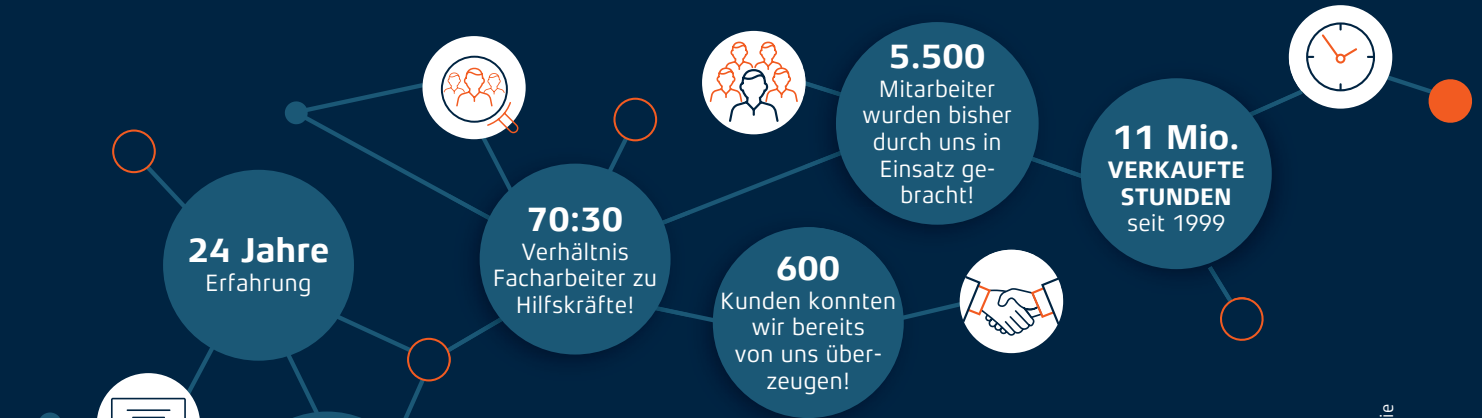 24 Jahre
Erfahrung
70:30
Verhältnis
Facharbeiter zu
Hilfskräfte!
5.500
Mitarbeiter
wurden bisher
durch uns in
Einsatz ge-
bracht!
600
Kunden konnten
wir bereits
von uns über-
zeugen!
11 Mio.
VERKAUFTE
STUNDEN
seit 1999
ie